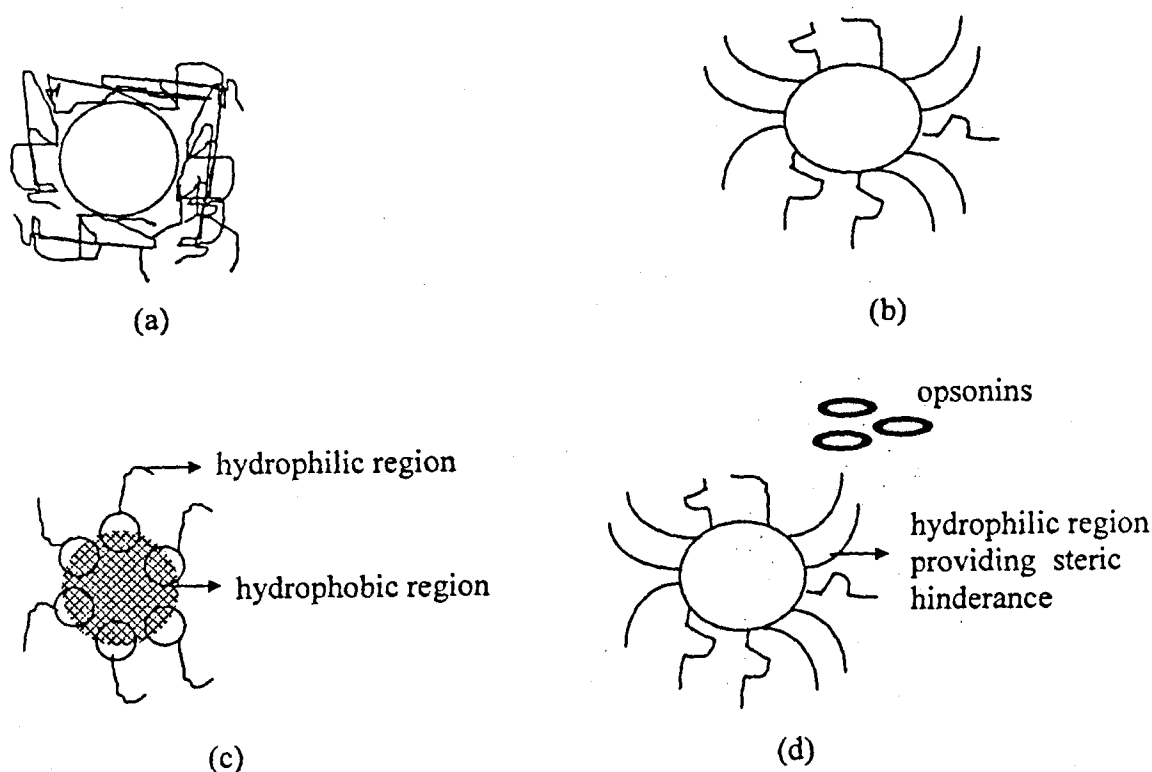 (a)
(b)
opsonins
hydrophilic region
hydrophobic region
hydrophilic region
providing steric
hinderance
(c)
(d)